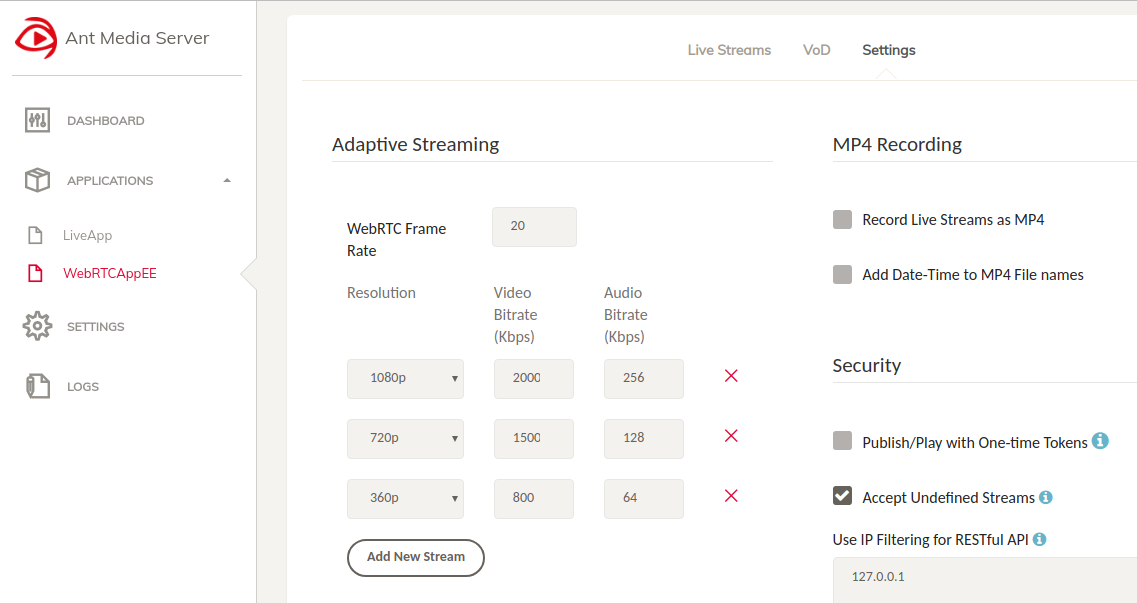 Ant Media Server
DASHBOARD
APPLICATIONS
LiveApp
WebRTCAppEE
SETTINGS
LOGS
Live Streams VoD Settings
Adaptive Streaming
WebRTC Frame
Rate
20
Resolution
Video
Bitrate
(Kbps)
Audio
Bitrate
(Kbps)
1080p 2000 256
720p 1500 128
360p 800 64
Add New Stream
MP4 Recording
Record Live Streams as MP4
Add Date-Time to MP4 File names
Security
Publish/Play with One-time Tokens
Accept Undefined Streams
Use IP Filtering for RESTful API
127.0.0.1